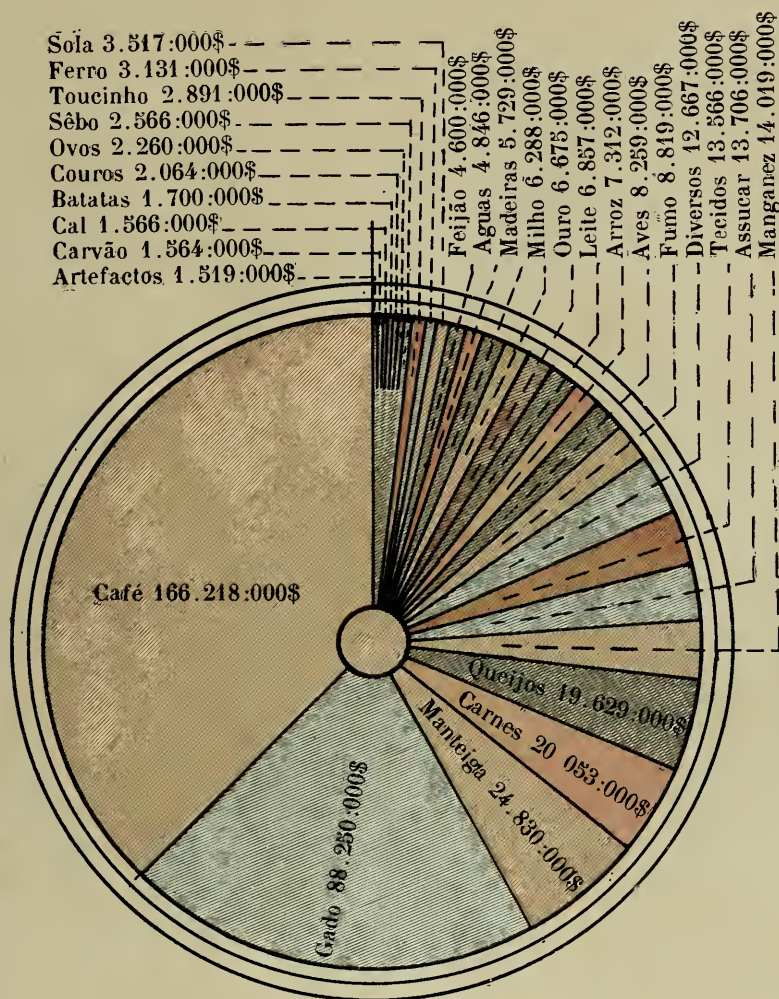 Sola 3.517:000$
Ferro 3.131:000$
Toucinho 2.891:000$
Sêbo 2.566:000$
Ovos 2.260:000$
Couros 2.064:000$
Batatas 1.700:000$
Cal 1.566:000$
Carvão 1.564:000$
Artefactos 1.519:000$
Feijão 4.600:000$
Aguas 4.846:000$
Madeiras 5.729:000$
Milho 6.288:000$
Ouro 6.675:000$
Leite 6.857:000$
Arroz 7.312:000$
Aves 8.259:000$
Fumo 8.819:000$
Diversos 12.667:000$
Tecidos 13.566:000$
Assucar 13.706:000$
Manganez 14.019:000$
Café 166.218:000$
Queijos 19.629:000$
Carnes 20 053:000$
Manteiga 24.830:000$
Gado 88.250:000$